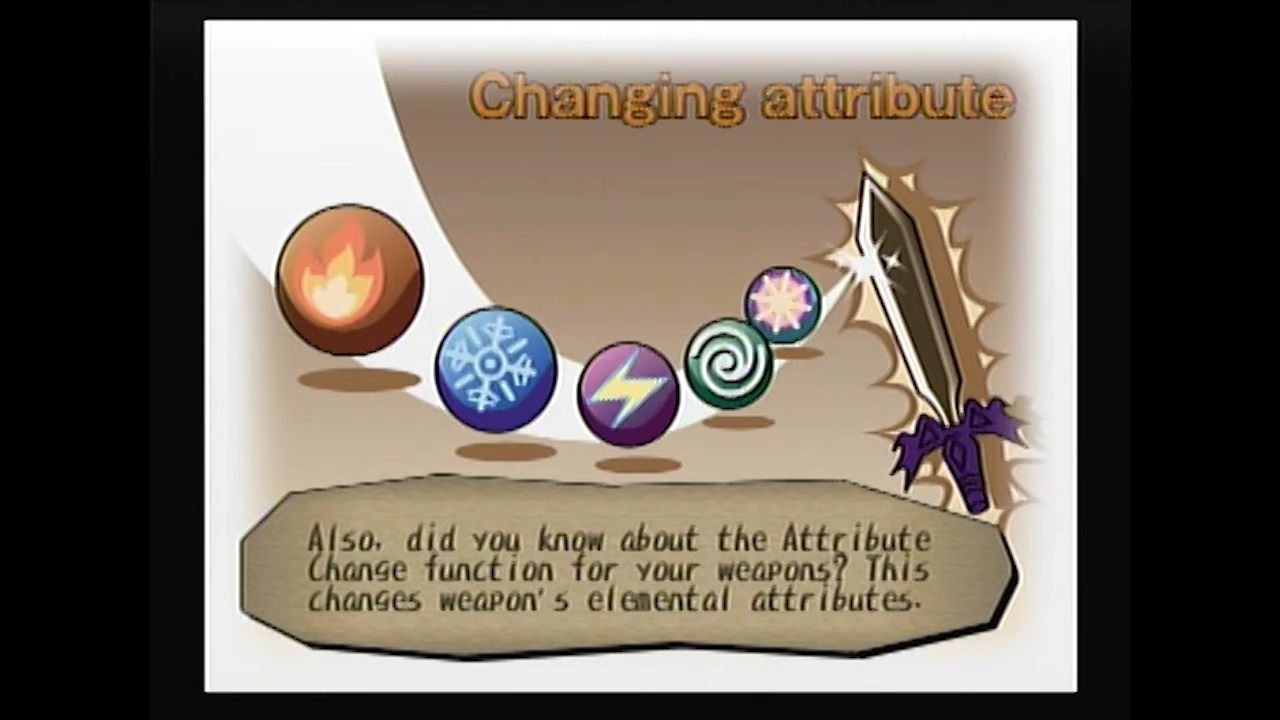 Changing attribute
Also, did you know about the Attribute
Change function for your weapons? This
changes weapon's elemental attributes.